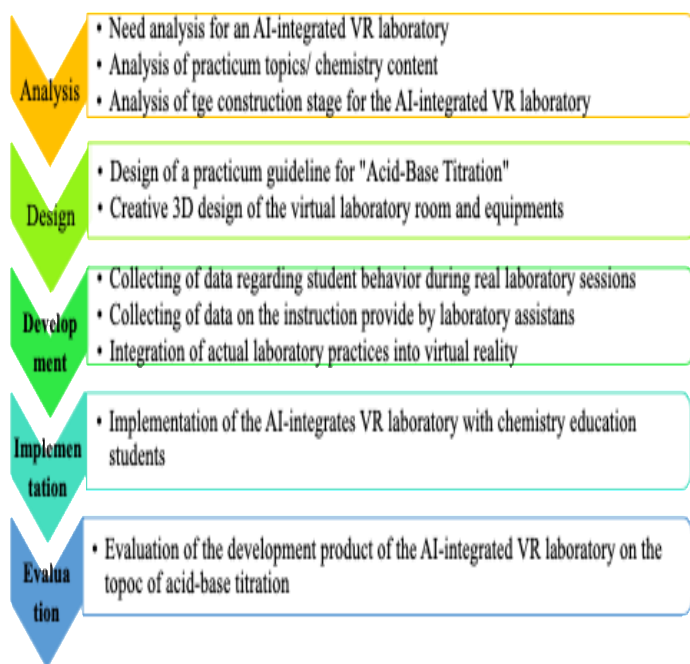 Analysis
• Need analysis for an AI-integrated VR laboratory
• Analysis of practicum topics/ chemistry content
• Analysis of tge construction stage for the AI-integrated VR laboratory
Design
• Design of a practicum guideline for "Acid-Base Titration"
• Creative 3D design of the virtual laboratory room and equipments
Develop
ment
• Collecting of data regarding student behavior during real laboratory sessions
• Collecting of data on the instruction provide by laboratory assistans
• Integration of actual laboratory practices into virtual reality
Implemen
tation
• Implementation of the AI-integrates VR laboratory with chemistry education
students
Evalua
tion
• Evaluation of the development product of the AI-integrated VR laboratory on the
topoc of acid-base titration